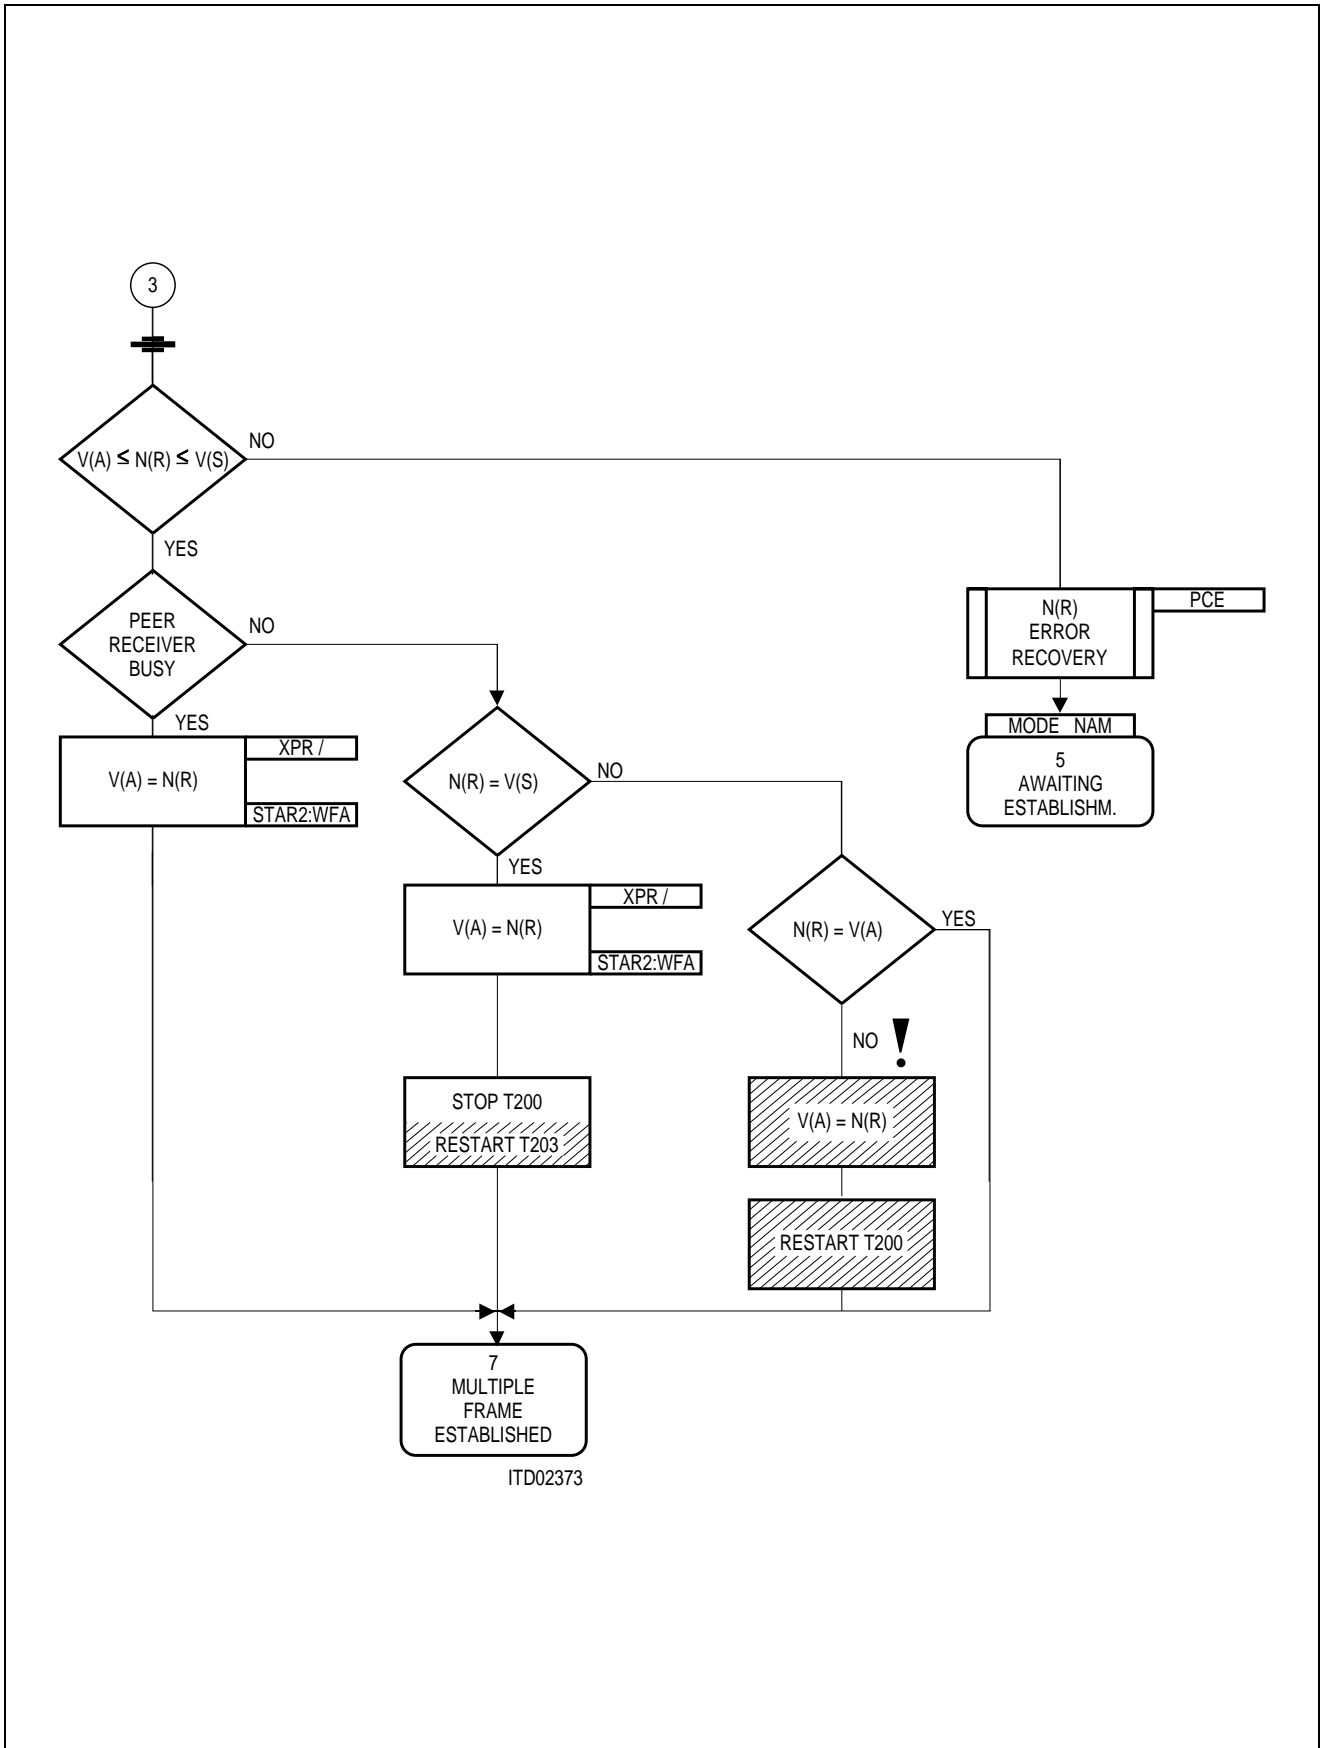 3
V(A) ≤ N(R) ≤ V(S)
NO
YES
PEER
RECEIVER
BUSY
NO
YES
V(A) = N(R)
XPR /
STAR2:WFA
N(R) = V(S)
NO
YES
V(A) = N(R)
XPR /
STAR2:WFA
STOP T200
RESTART T203
N(R) = V(A)
YES
NO !
V(A) = N(R)
RESTART T200
N(R)
ERROR
RECOVERY
PCE
MODE NAM
5
AWAITING
ESTABLISHM.
7
MULTIPLE
FRAME
ESTABLISHED
ITD02373